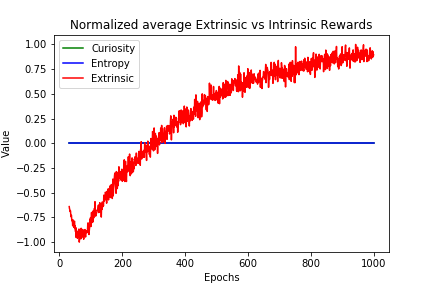 Normalized average Extrinsic vs Intrinsic Rewards
1.00
0.75
0.50
0.25
0.00
−0.25
−0.50
−0.75
−1.00
Value
Curiosity
Entropy
Extrinsic
0 200 400 600 800 1000
Epochs